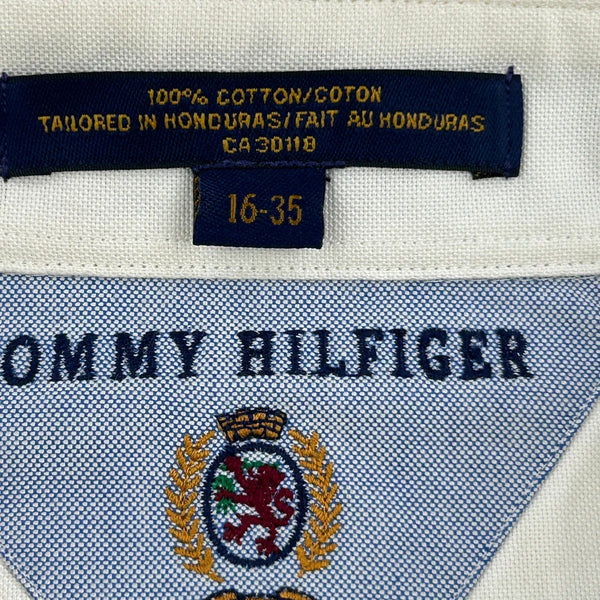 100% COTTON/COTON
TAILORED IN HONDURAS/FAIT AU HONDURAS
CA30118
16-35
OMMY HILFIGER